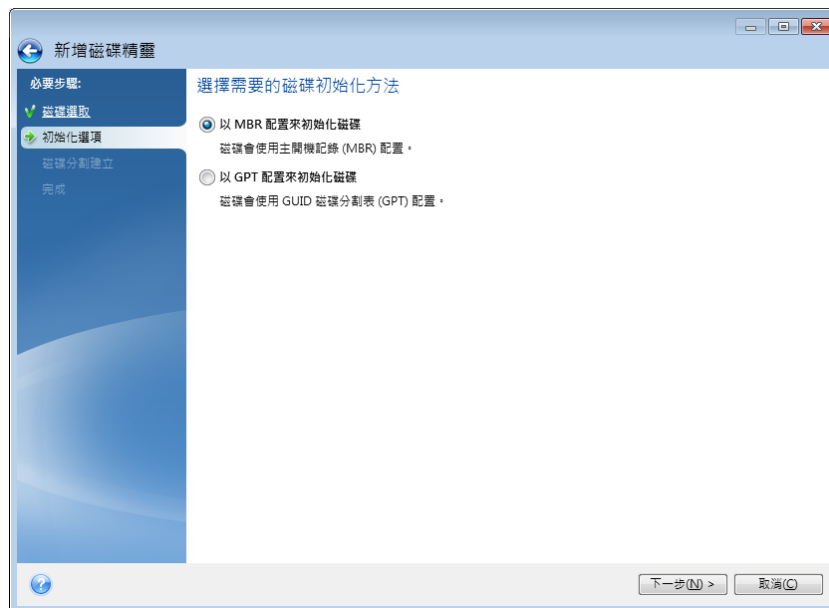 新增磁碟精靈
必要步驟:
磁碟選取
初始化選項
磁碟分割建立
完成
選擇需要的磁碟初始化方法
以 MBR 配置來初始化磁碟
磁碟會使用主開機記錄 (MBR) 配置。
以 GPT 配置來初始化磁碟
磁碟會使用 GUID 磁碟分割表 (GPT) 配置。
?
下一步(N) >
取消(C)